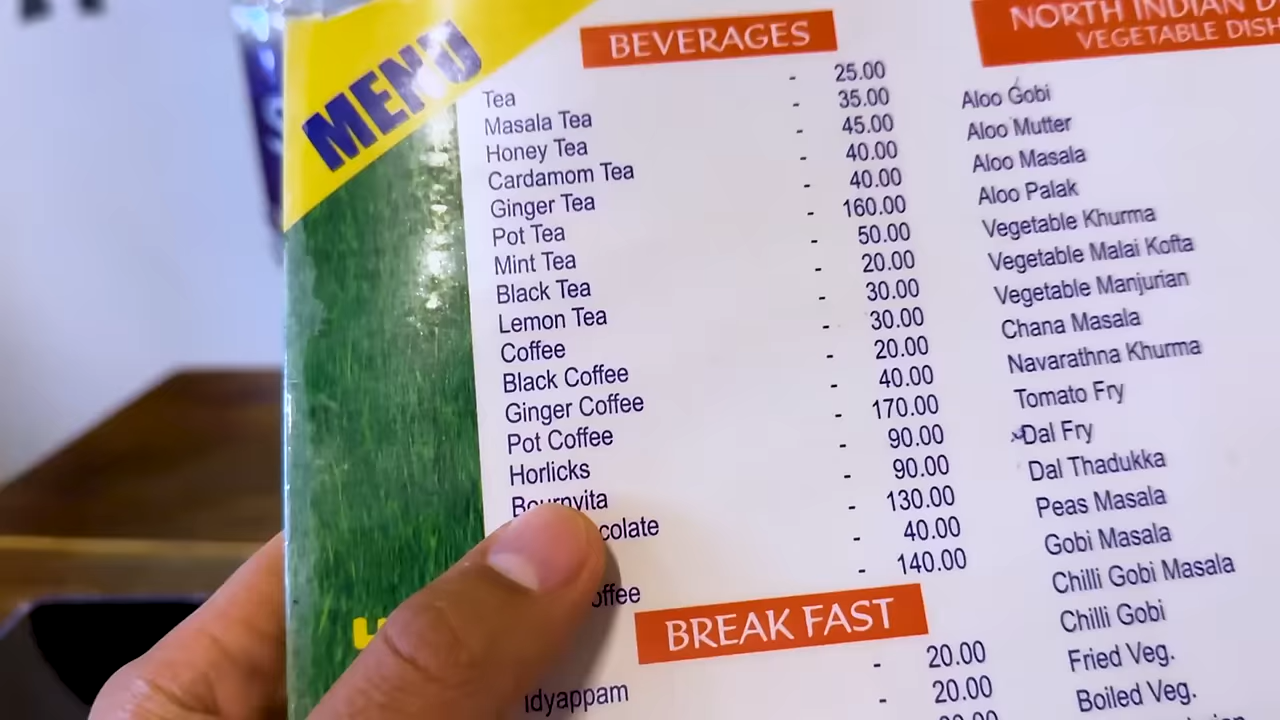 MENU
BEVERAGES
Tea - 25.00
Masala Tea - 35.00
Honey Tea - 45.00
Cardamom Tea - 40.00
Ginger Tea - 40.00
Pot Tea - 160.00
Mint Tea - 50.00
Black Tea - 20.00
Lemon Tea - 30.00
Coffee - 30.00
Black Coffee - 20.00
Ginger Coffee - 40.00
Pot Coffee - 170.00
Horlicks - 90.00
Bournvita - 90.00
colate - 130.00
- 40.00
offee - 140.00
BREAK FAST
Idyappam - 20.00
- 20.00
NORTH INDIAN
VEGETABLE DISH
Aloo Gobi
Aloo Mutter
Aloo Masala
Aloo Palak
Vegetable Khurma
Vegetable Malai Kofta
Vegetable Manjurian
Chana Masala
Navarathna Khurma
Tomato Fry
Dal Fry
Dal Thadukka
Peas Masala
Gobi Masala
Chilli Gobi Masala
Chilli Gobi
Fried Veg.
Boiled Veg.